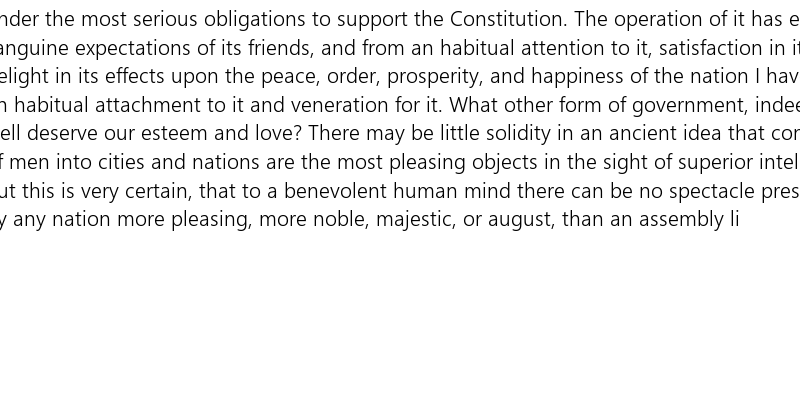 nder the most serious obligations to support the Constitution. The operation of it has e
anguine expectations of its friends, and from an habitual attention to it, satisfaction in it
elight in its effects upon the peace, order, prosperity, and happiness of the nation I hav
n habitual attachment to it and veneration for it. What other form of government, indee
ell deserve our esteem and love? There may be little solidity in an ancient idea that cor
f men into cities and nations are the most pleasing objects in the sight of superior intel
ut this is very certain, that to a benevolent human mind there can be no spectacle pres
y any nation more pleasing, more noble, majestic, or august, than an assembly li